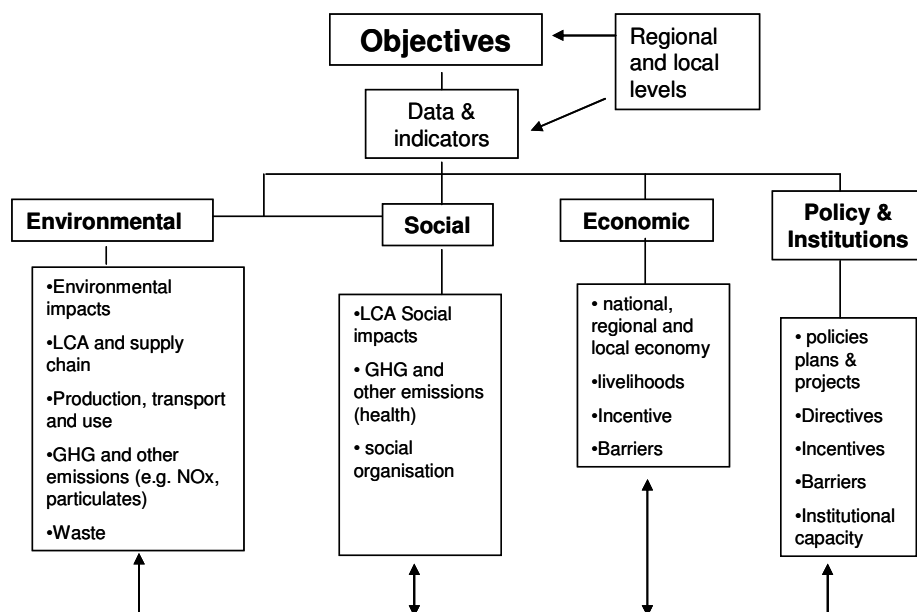 Objectives
Regional
and local
levels
Data &
indicators
Environmental
Social
Economic
Policy &
Institutions
•Environmental
impacts
•LCA and supply
chain
•Production, transport
and use
•GHG and other
emissions (e.g. NOx,
particulates)
•Waste
•LCA Social
impacts
• GHG and
other emissions
(health)
• social
organisation
• national,
regional and
local economy
•livelihoods
•Incentive
•Barriers
• policies
plans &
projects
•Directives
•Incentives
•Barriers
•Institutional
capacity